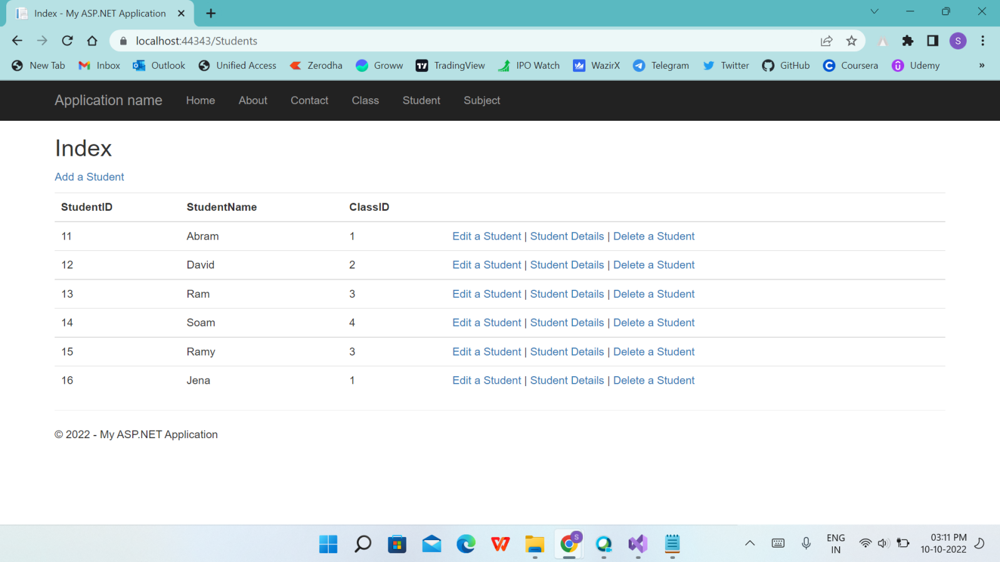 Index - My ASP.NET Application
localhost:44343/Students
S
New Tab Inbox Outlook Unified Access Zerodha Groww TradingView IPO Watch WazirX Telegram Twitter GitHub Coursera Udemy »
Application name Home About Contact Class Student Subject
Index
Add a Student
StudentID StudentName ClassID
11 Abram 1 Edit a Student | Student Details | Delete a Student
12 David 2 Edit a Student | Student Details | Delete a Student
13 Ram 3 Edit a Student | Student Details | Delete a Student
14 Soam 4 Edit a Student | Student Details | Delete a Student
15 Ramy 3 Edit a Student | Student Details | Delete a Student
16 Jena 1 Edit a Student | Student Details | Delete a Student
© 2022 - My ASP.NET Application
S
ENG 03:11 PM
IN 10-10-2022